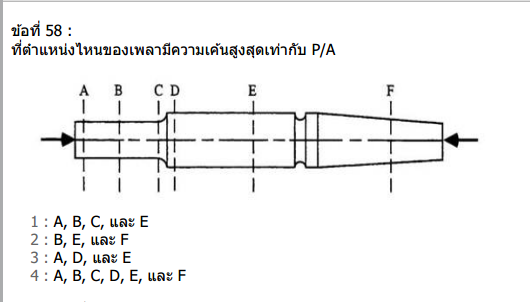 ข้อที่ 58 :
ที่ตำแหน่งไหนของเพลามีความเค้นสูงสุดเท่ากับ P/A
A B C D E F
1 : A, B, C, และ E
2 : B, E, และ F
3 : A, D, และ E
4 : A, B, C, D, E, และ F